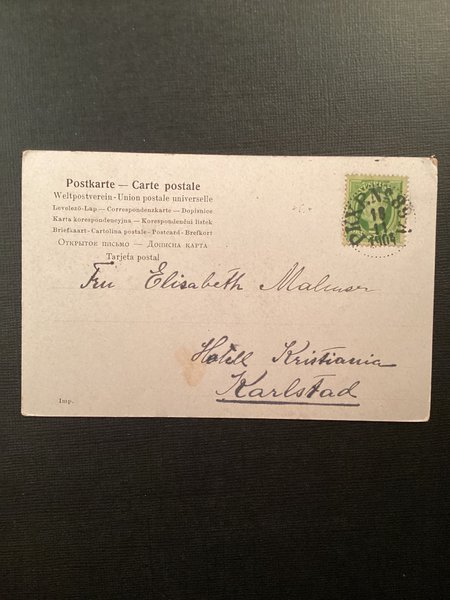 Postkarte — Carte postale
Weltpostverein - Union postale universelle
Levelező-Lap — Correspondenzkarte — Dopisnice
Karta korespondencyjna — Korespondenční lístek
Briefkaart - Cartolina postale - Postcard - Brefkort
Открытое письмо — Дописна карта
Tarjeta postal
Fru Elisabeth
Hotell Kristiania
Karlstad
Imp.